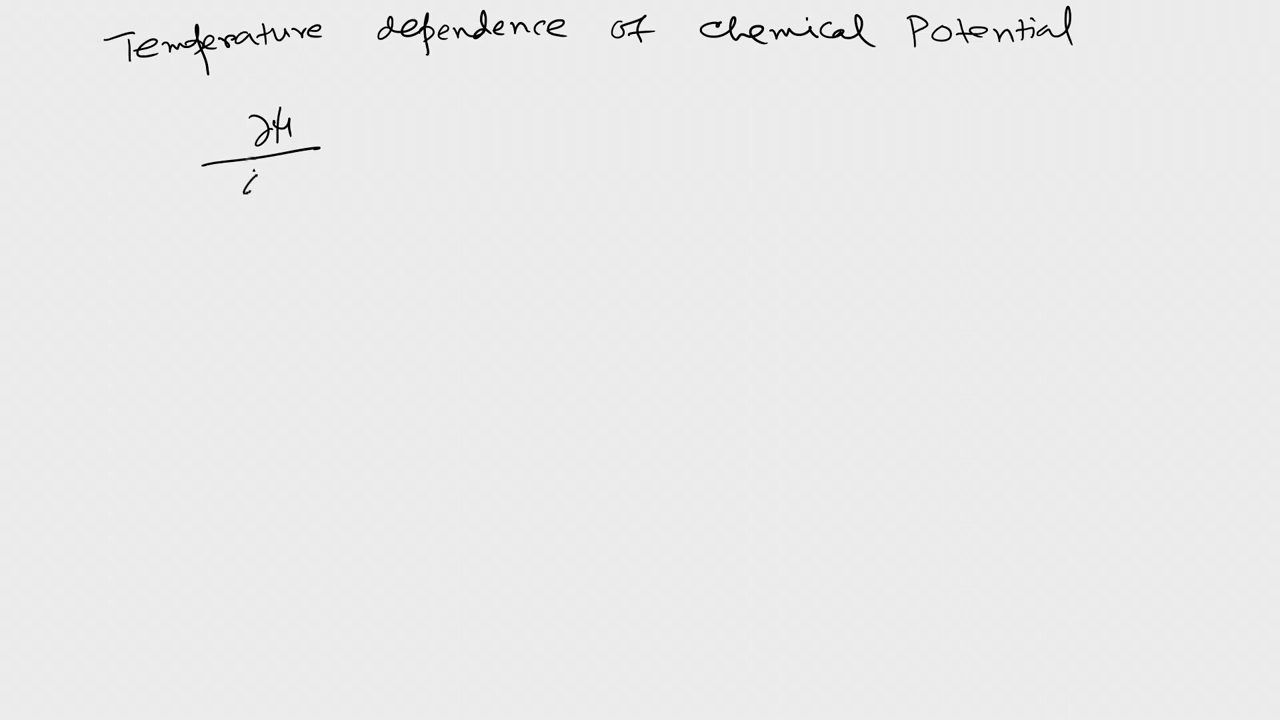 Temperature dependence of chemical Potential
∂μ
i